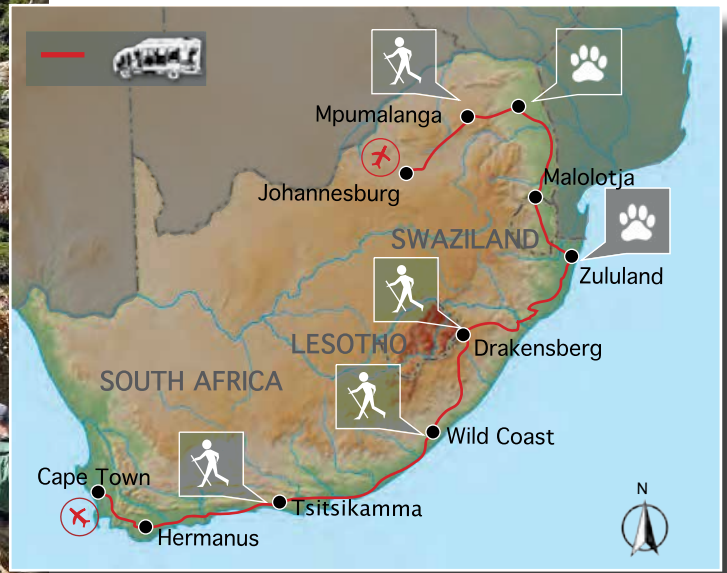 Mpumalanga
Johannesburg
Malolotja
SWAZILAND
Zululand
LESOTHO
Drakensberg
SOUTH AFRICA
Wild Coast
Cape Town
Tsitsikamma
Hermanus
N